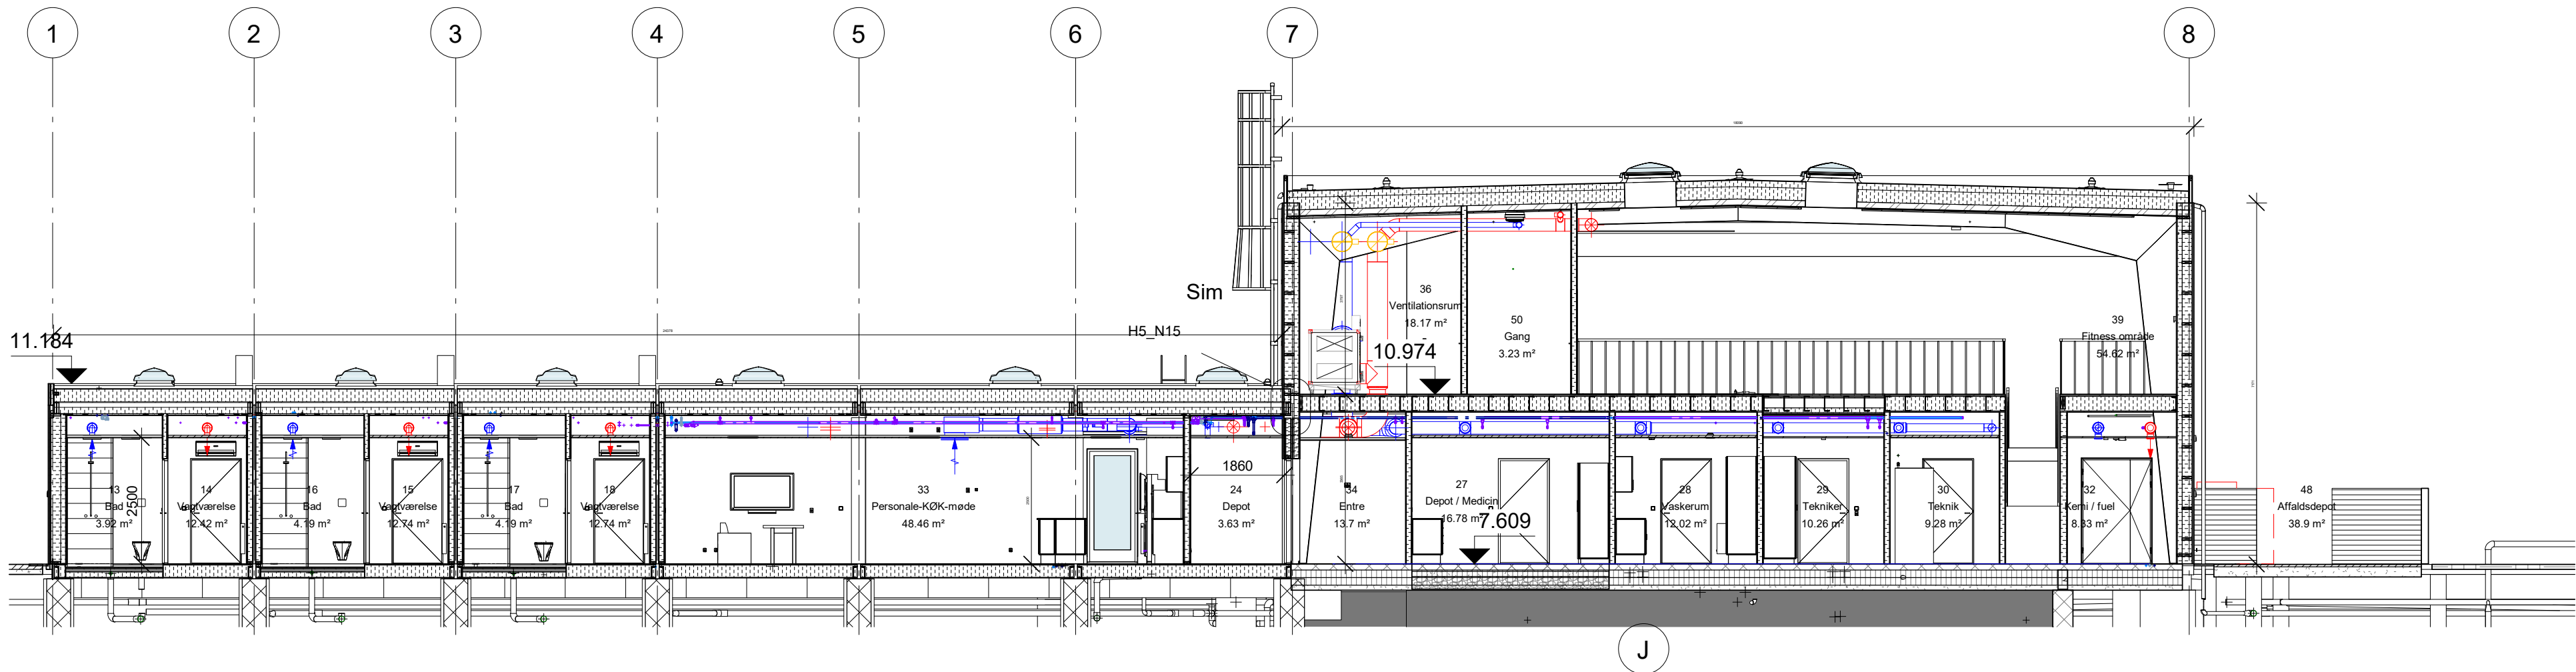 1
2
3
4
5
6
7
8
Sim
H5_N15
11.184
10.974
36
Ventilationsrum
18.17 m²
50
Gang
3.23 m²
39
Fitness område
54.62 m²
2500
1860
13
Bad
3.92 m²
14
Vagtværelse
12.42 m²
16
Bad
4.19 m²
15
Vagtværelse
12.74 m²
17
Bad
4.19 m²
18
Vagtværelse
12.74 m²
33
Personale-KØK-møde
48.46 m²
24
Depot
3.63 m²
34
Entre
13.7 m²
27
Depot / Medicin
16.78 m²
7.609
28
Vaskerum
12.02 m²
29
Tekniker
10.26 m²
30
Teknik
9.28 m²
32
Kemi / fuel
8.33 m²
48
Affaldsdepot
38.9 m²
J